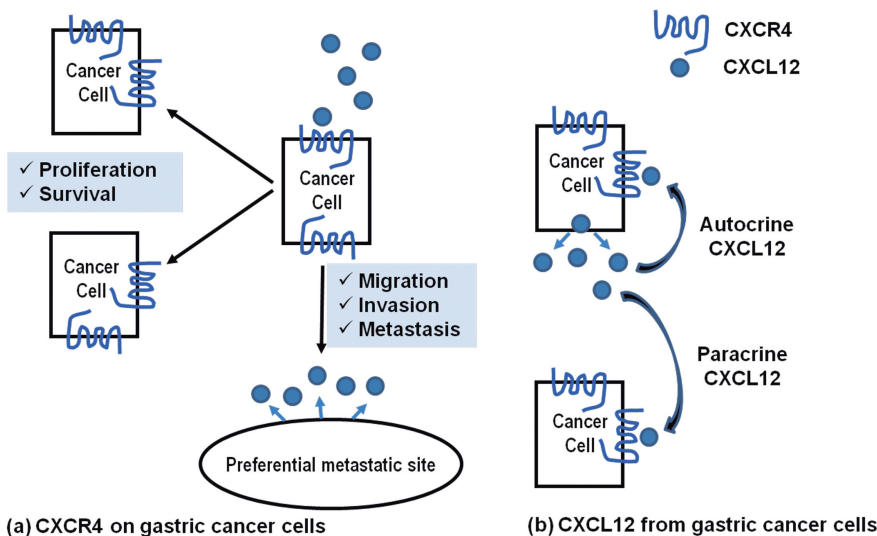 Cancer
Cell
✓ Proliferation
✓ Survival
Cancer
Cell
Cancer
Cell
✓ Migration
✓ Invasion
✓ Metastasis
Preferential metastatic site
(a) CXCR4 on gastric cancer cells
CXCR4
CXCL12
Cancer
Cell
Autocrine
CXCL12
Paracrine
CXCL12
Cancer
Cell
(b) CXCL12 from gastric cancer cells